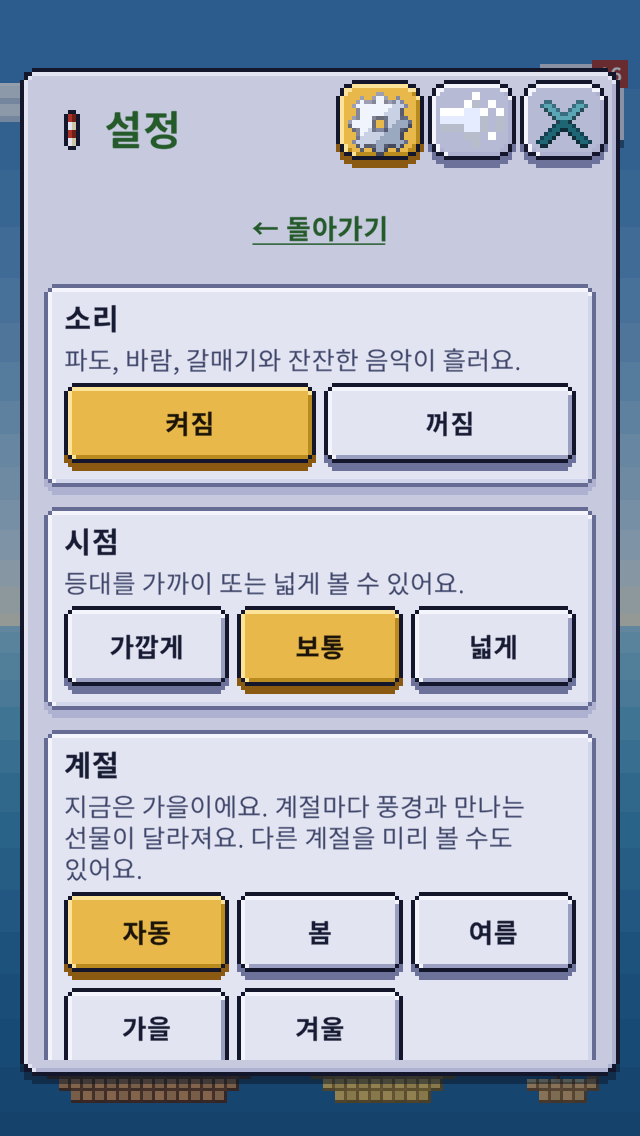 설정
← 돌아가기
소리
파도, 바람, 갈매기와 잔잔한 음악이 흘러요.
켜짐
꺼짐
시점
등대를 가까이 또는 넓게 볼 수 있어요.
가깝게
보통
넓게
계절
지금은 가을이에요. 계절마다 풍경과 만나는
선물이 달라져요. 다른 계절을 미리 볼 수도
있어요.
자동
봄
여름
가을
겨울